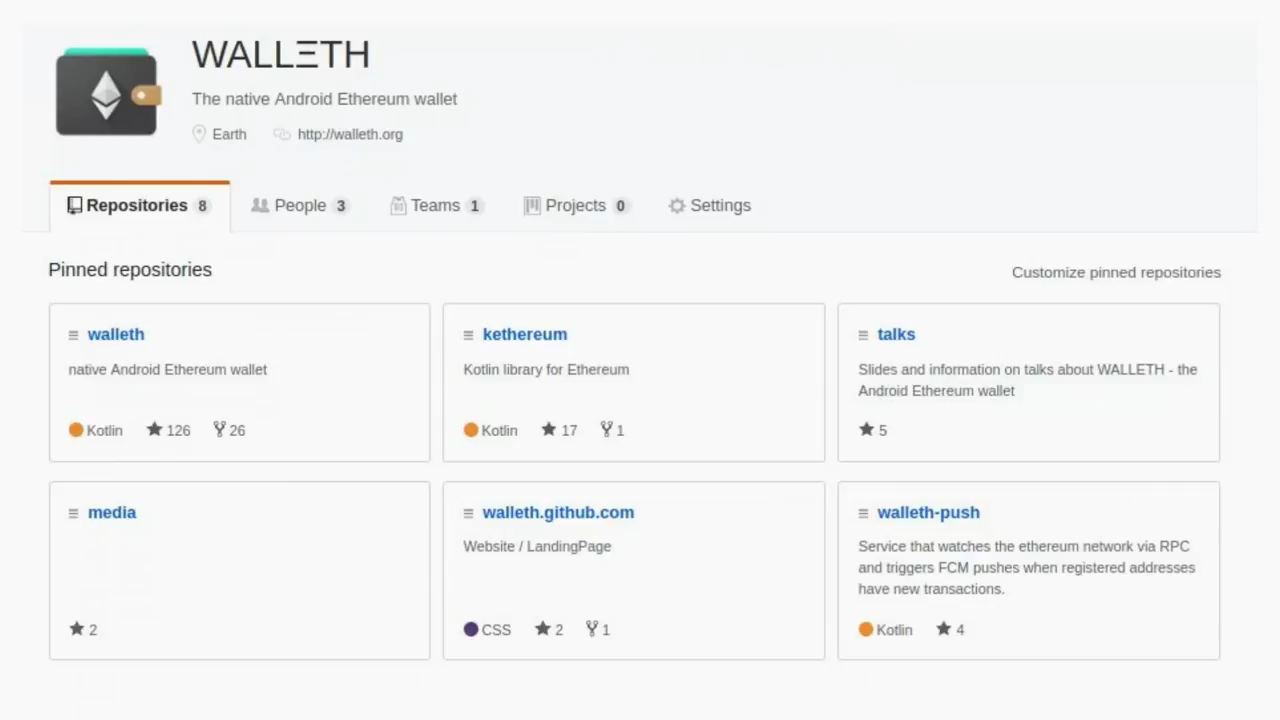 WALLΞTH
The native Android Ethereum wallet
Earth http://walleth.org
Repositories 8 People 3 Teams 1 Projects 0 Settings
Pinned repositories
Customize pinned repositories
walleth
native Android Ethereum wallet
Kotlin 126 26
kethereum
Kotlin library for Ethereum
Kotlin 17 1
talks
Slides and information on talks about WALLETH - the
Android Ethereum wallet
5
media
2
walleth.github.com
Website / LandingPage
CSS 2 1
walleth-push
Service that watches the ethereum network via RPC
and triggers FCM pushes when registered addresses
have new transactions.
Kotlin 4